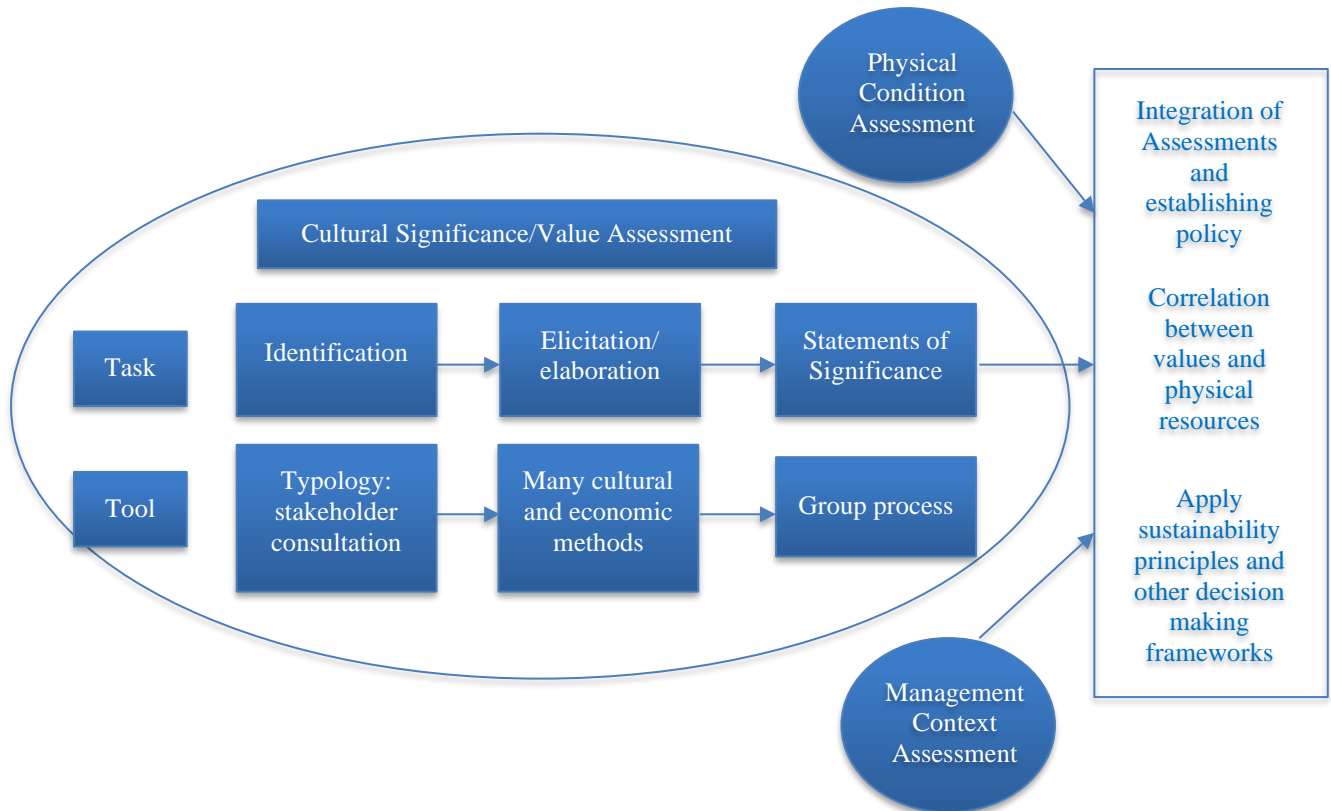 Physical
Condition
Assessment
Cultural Significance/Value Assessment
Task
Identification
Elicitation/
elaboration
Statements of
Significance
Tool
Typology:
stakeholder
consultation
Many cultural
and economic
methods
Group process
Management
Context
Assessment
Integration of
Assessments
and
establishing
policy
Correlation
between
values and
physical
resources
Apply
sustainability
principles and
other decision
making
frameworks